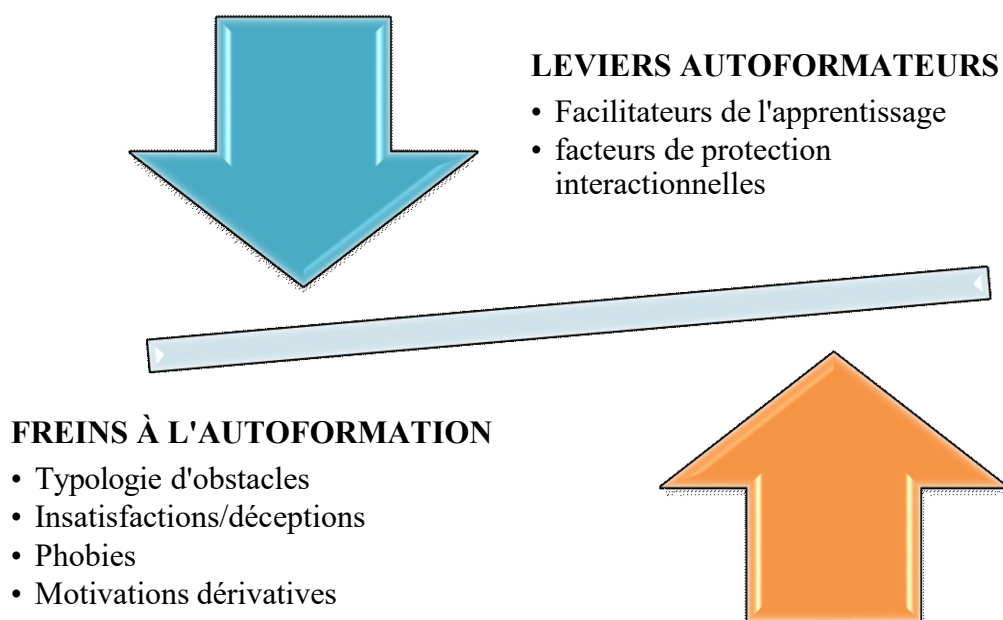 LEVIERS AUTOFORMATEURS
• Facilitateurs de l'apprentissage
• facteurs de protection
interactionnelles
FREINS À L'AUTOFORMATION
• Typologie d'obstacles
• Insatisfactions/déceptions
• Phobies
• Motivations dérivatives